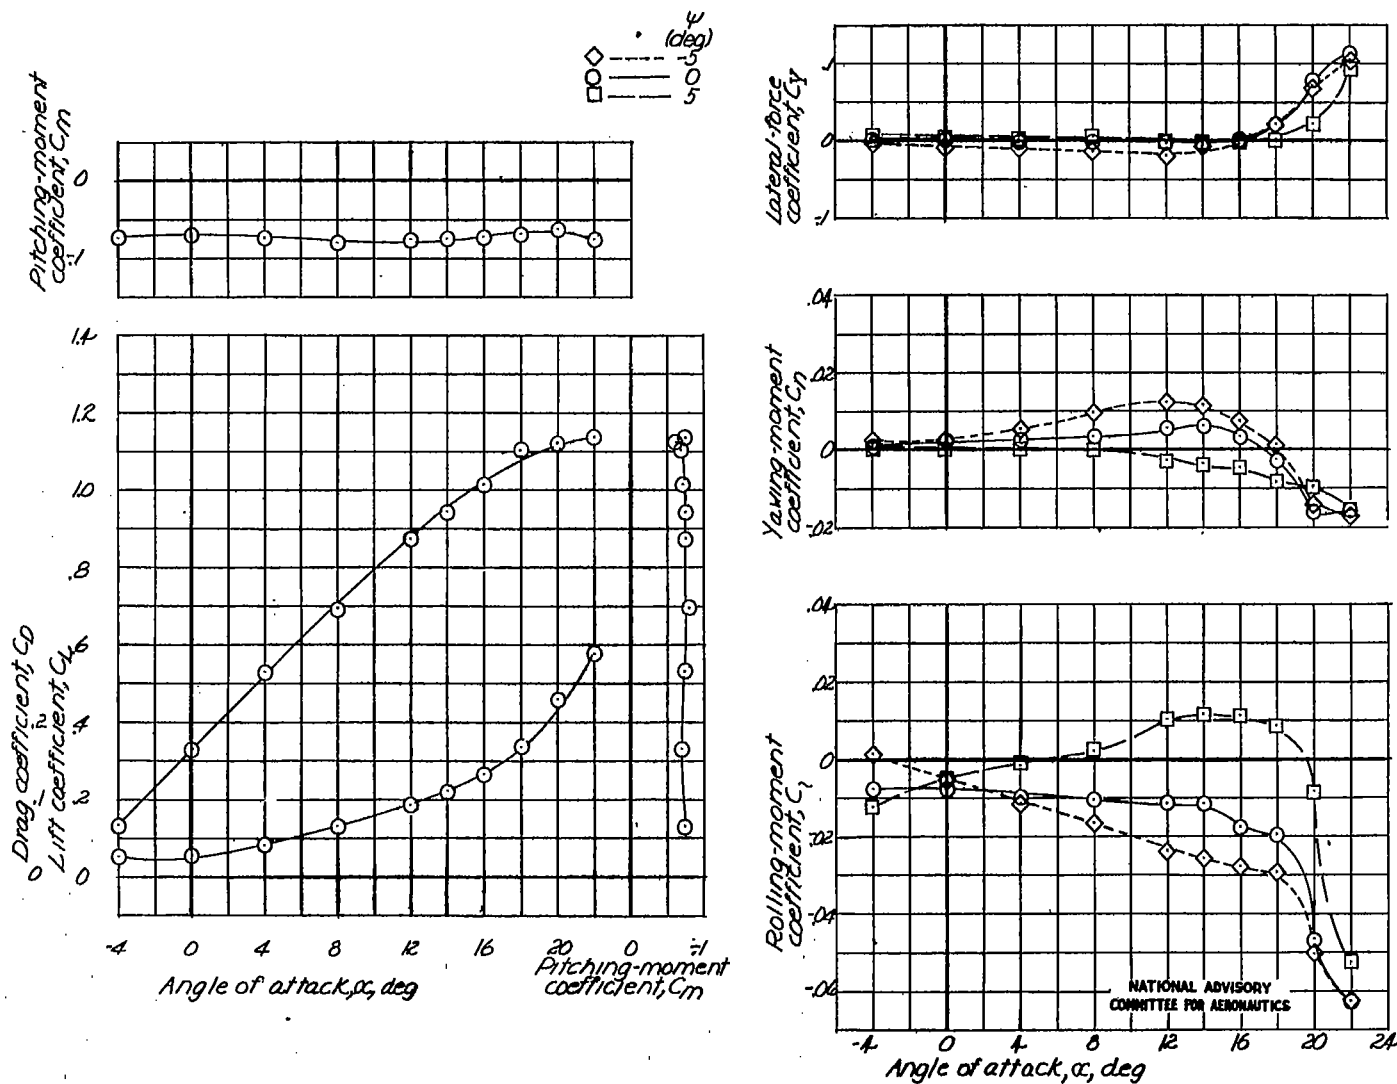 ψ
(deg)
-5
0
5
Pitching-moment
coefficient, Cm
0
-.1
Drag coefficient, CD
Lift coefficient, CL
1.4
1.2
1.0
.8
.6
.4
.2
0
0
.2
-4 0 4 8 12 16 20 0 -.1
Angle of attack, α, deg
Pitching-moment
coefficient, Cm
Lateral-force
coefficient, CY
.1
0
-.1
Yawing-moment
coefficient, Cn
.04
.02
0
-.02
Rolling-moment
coefficient, Cl
.04
.02
0
-.02
-.04
-.06
NATIONAL ADVISORY
COMMITTEE FOR AERONAUTICS
-4 0 4 8 12 16 20 24
Angle of attack, α, deg